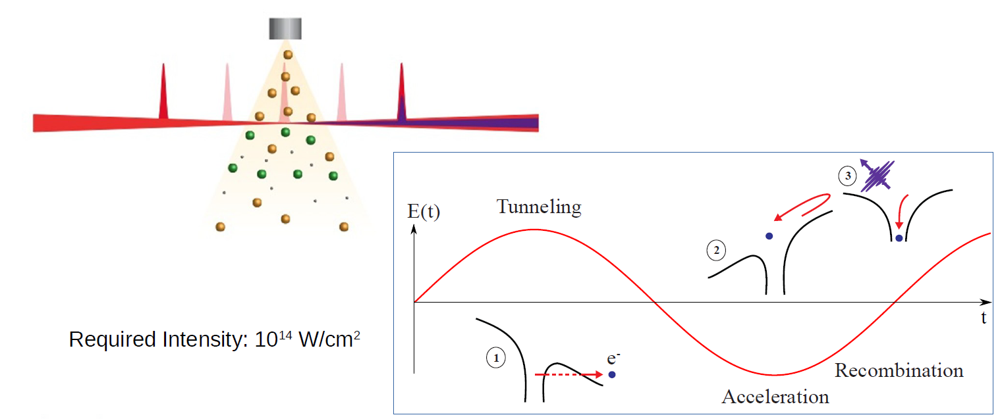 Required Intensity: 10¹⁴ W/cm²
E(t)
Tunneling
t
1
e⁻
2
Acceleration
3
Recombination